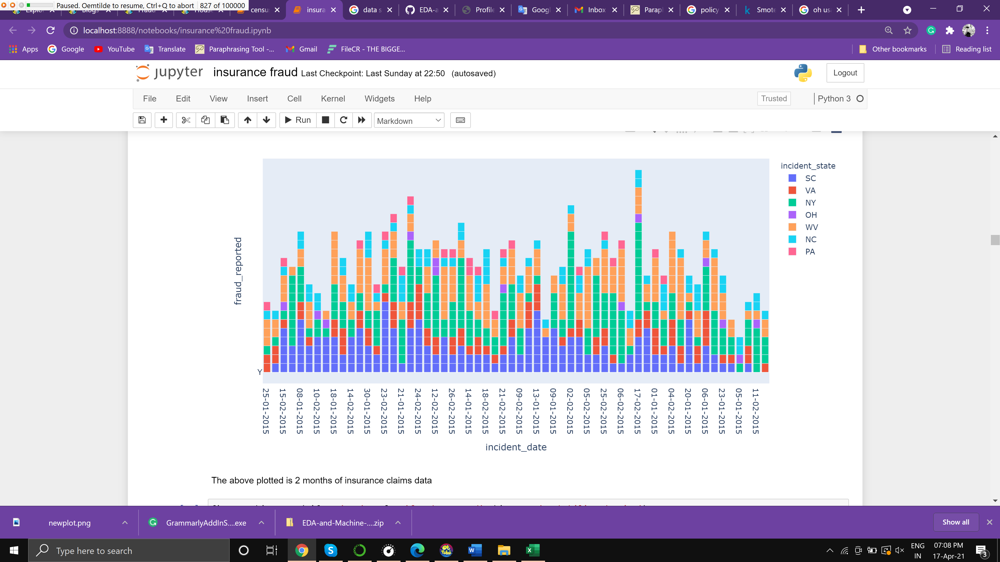 Paused. Oemtilde to resume, Ctrl+Q to abort 827 of 100000
censu insura data s EDA-a Profile Googl Inbox Parap policy Smote oh usa
localhost:8888/notebooks/insurance%20fraud.ipynb
Apps Google YouTube Translate Paraphrasing Tool -... Gmail FileCR - THE BIGGE... Other bookmarks Reading list
jupyter insurance fraud Last Checkpoint: Last Sunday at 22:50 (autosaved) Logout
File Edit View Insert Cell Kernel Widgets Help Trusted Python 3
Run Markdown
incident_state
SC
VA
NY
OH
WV
NC
PA
fraud_reported
Y
25-01-2015 15-02-2015 08-01-2015 10-02-2015 18-01-2015 14-02-2015 30-01-2015 23-02-2015 21-01-2015 24-02-2015 12-02-2015 26-02-2015 14-01-2015 18-02-2015 21-02-2015 09-02-2015 13-01-2015 09-01-2015 02-02-2015 05-02-2015 25-02-2015 06-02-2015 17-02-2015 01-01-2015 04-02-2015 20-01-2015 06-01-2015 23-01-2015 05-01-2015 11-02-2015
incident_date
The above plotted is 2 months of insurance claims data
newplot.png GrammarlyAddInS....exe EDA-and-Machine-....zip Show all
Type here to search
ENG 07:08 PM
IN 17-Apr-21 3